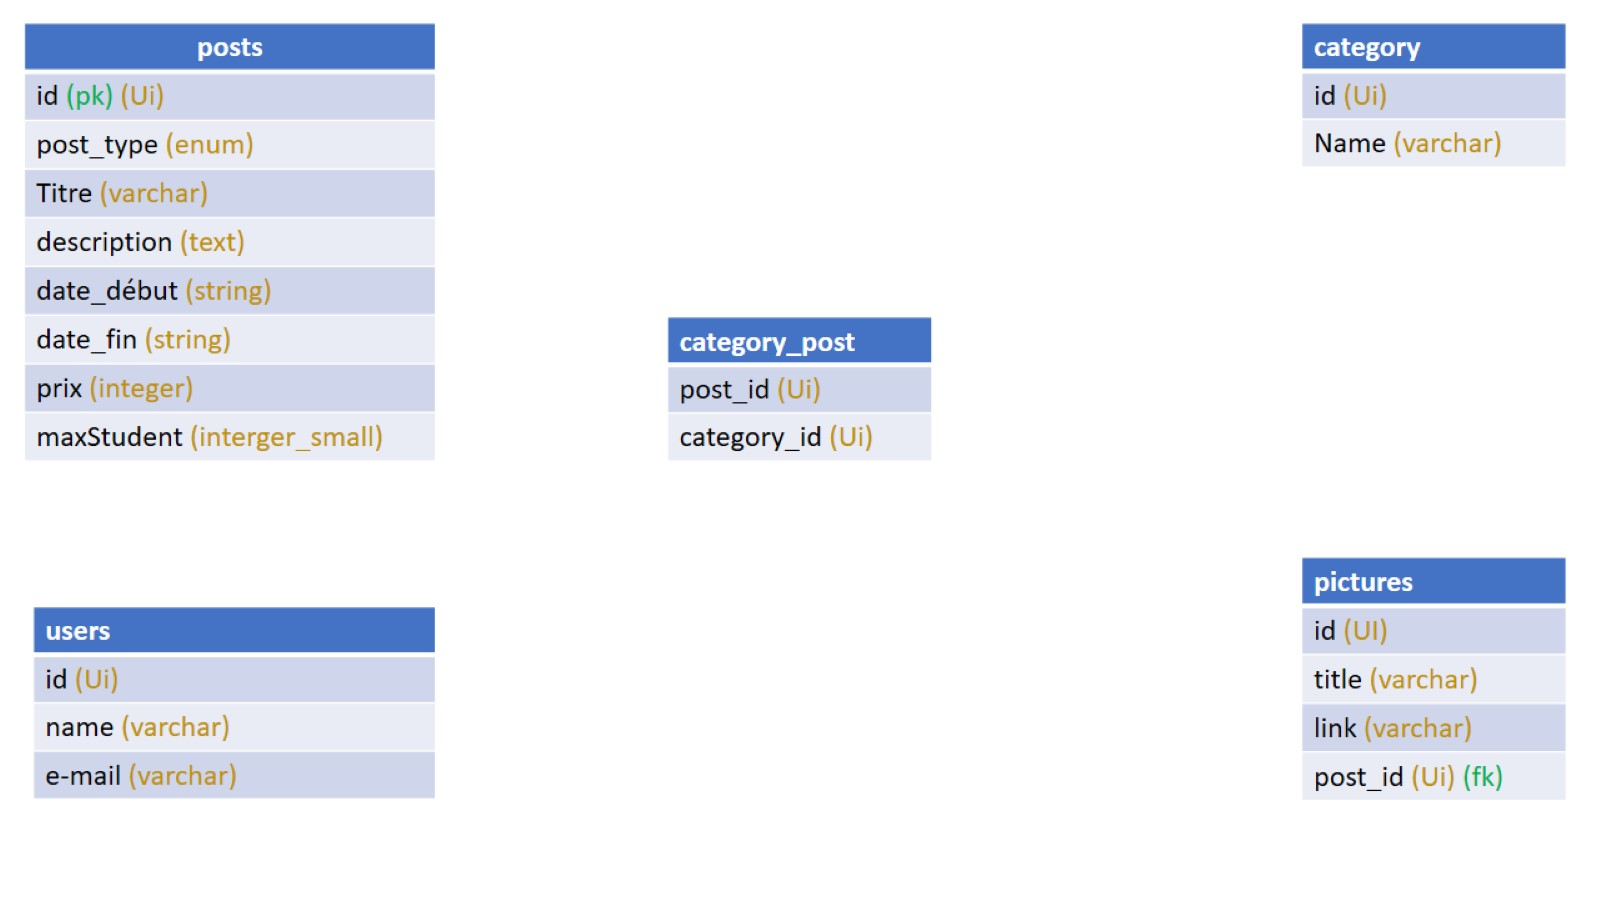 posts
id (pk) (Ui)
post_type (enum)
Titre (varchar)
description (text)
date_début (string)
date_fin (string)
prix (integer)
maxStudent (interger_small)
category
id (Ui)
Name (varchar)
category_post
post_id (Ui)
category_id (Ui)
users
id (Ui)
name (varchar)
e-mail (varchar)
pictures
id (UI)
title (varchar)
link (varchar)
post_id (Ui) (fk)